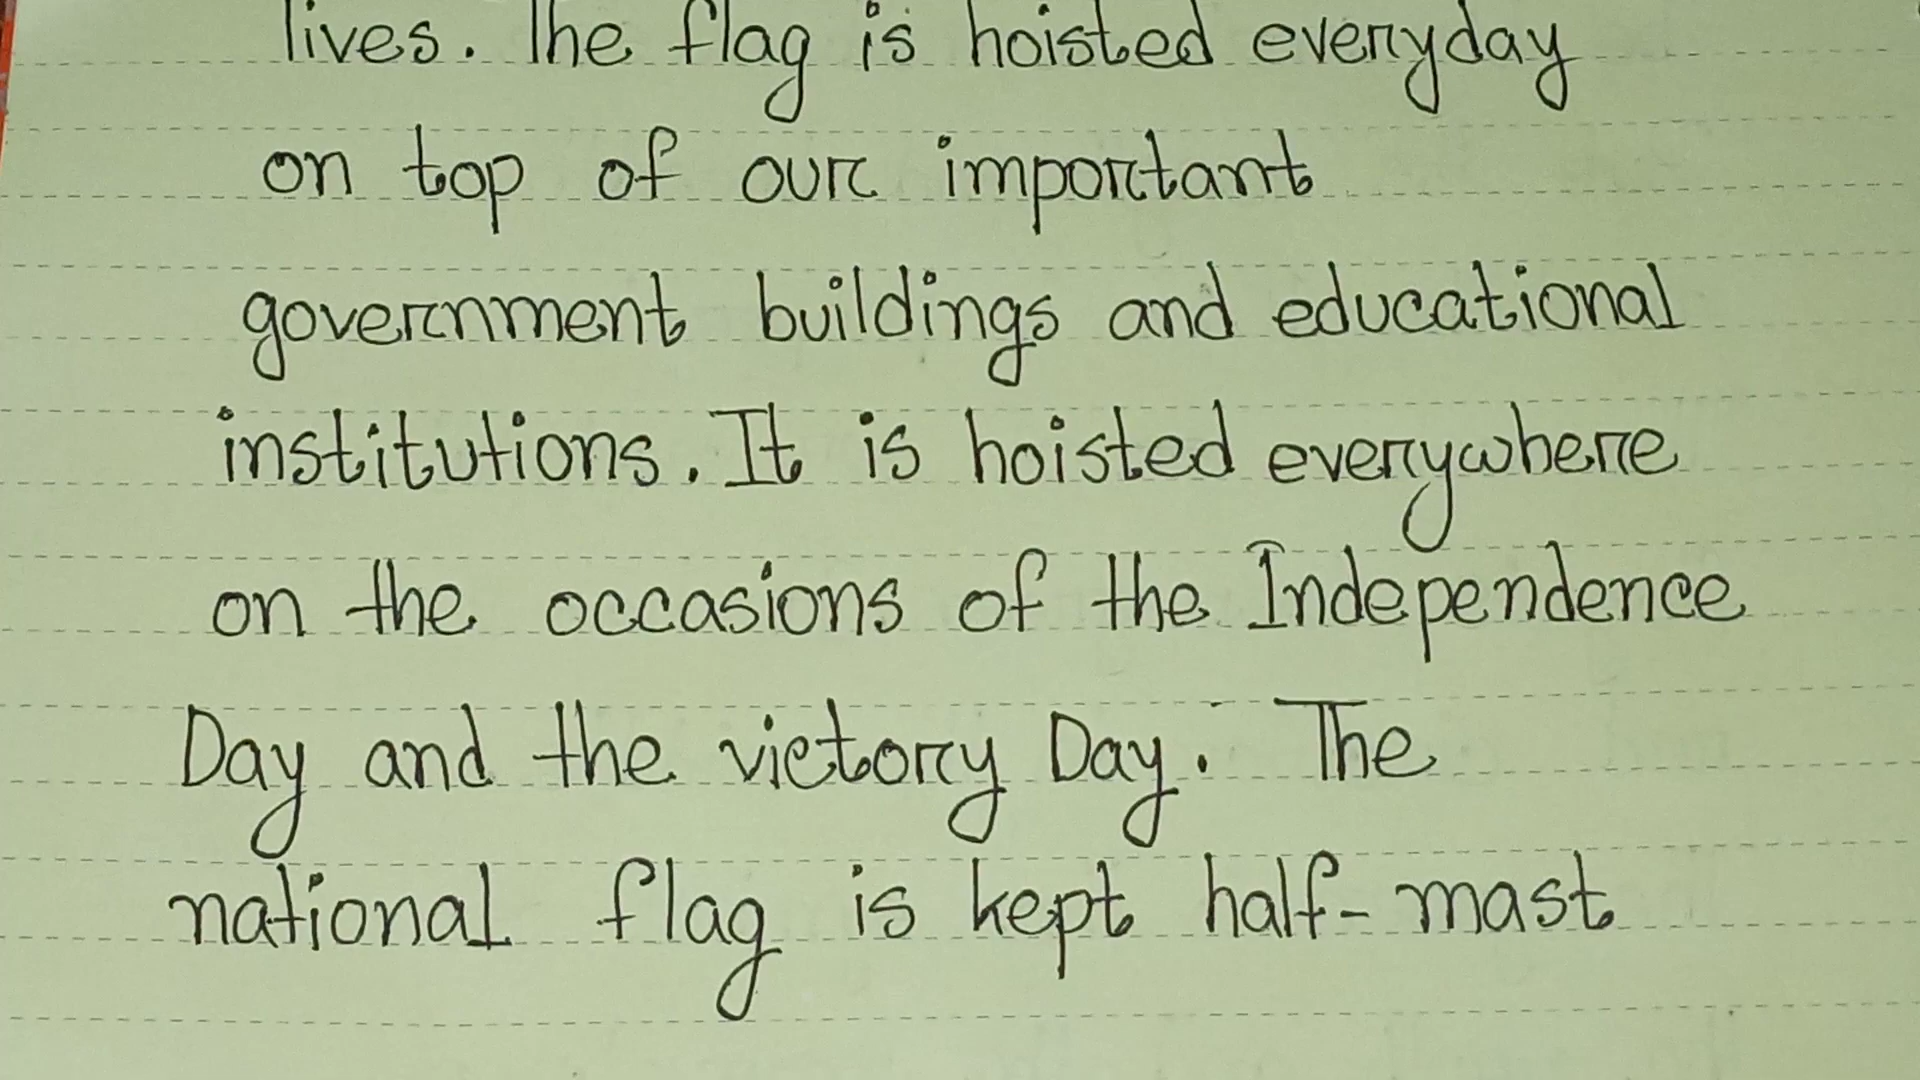 lives. The flag is hoisted everyday
on top of our important
government buildings and educational
institutions. It is hoisted everywhere
on the occasions of the Independence
Day and the victory Day. The
national flag is kept half-mast